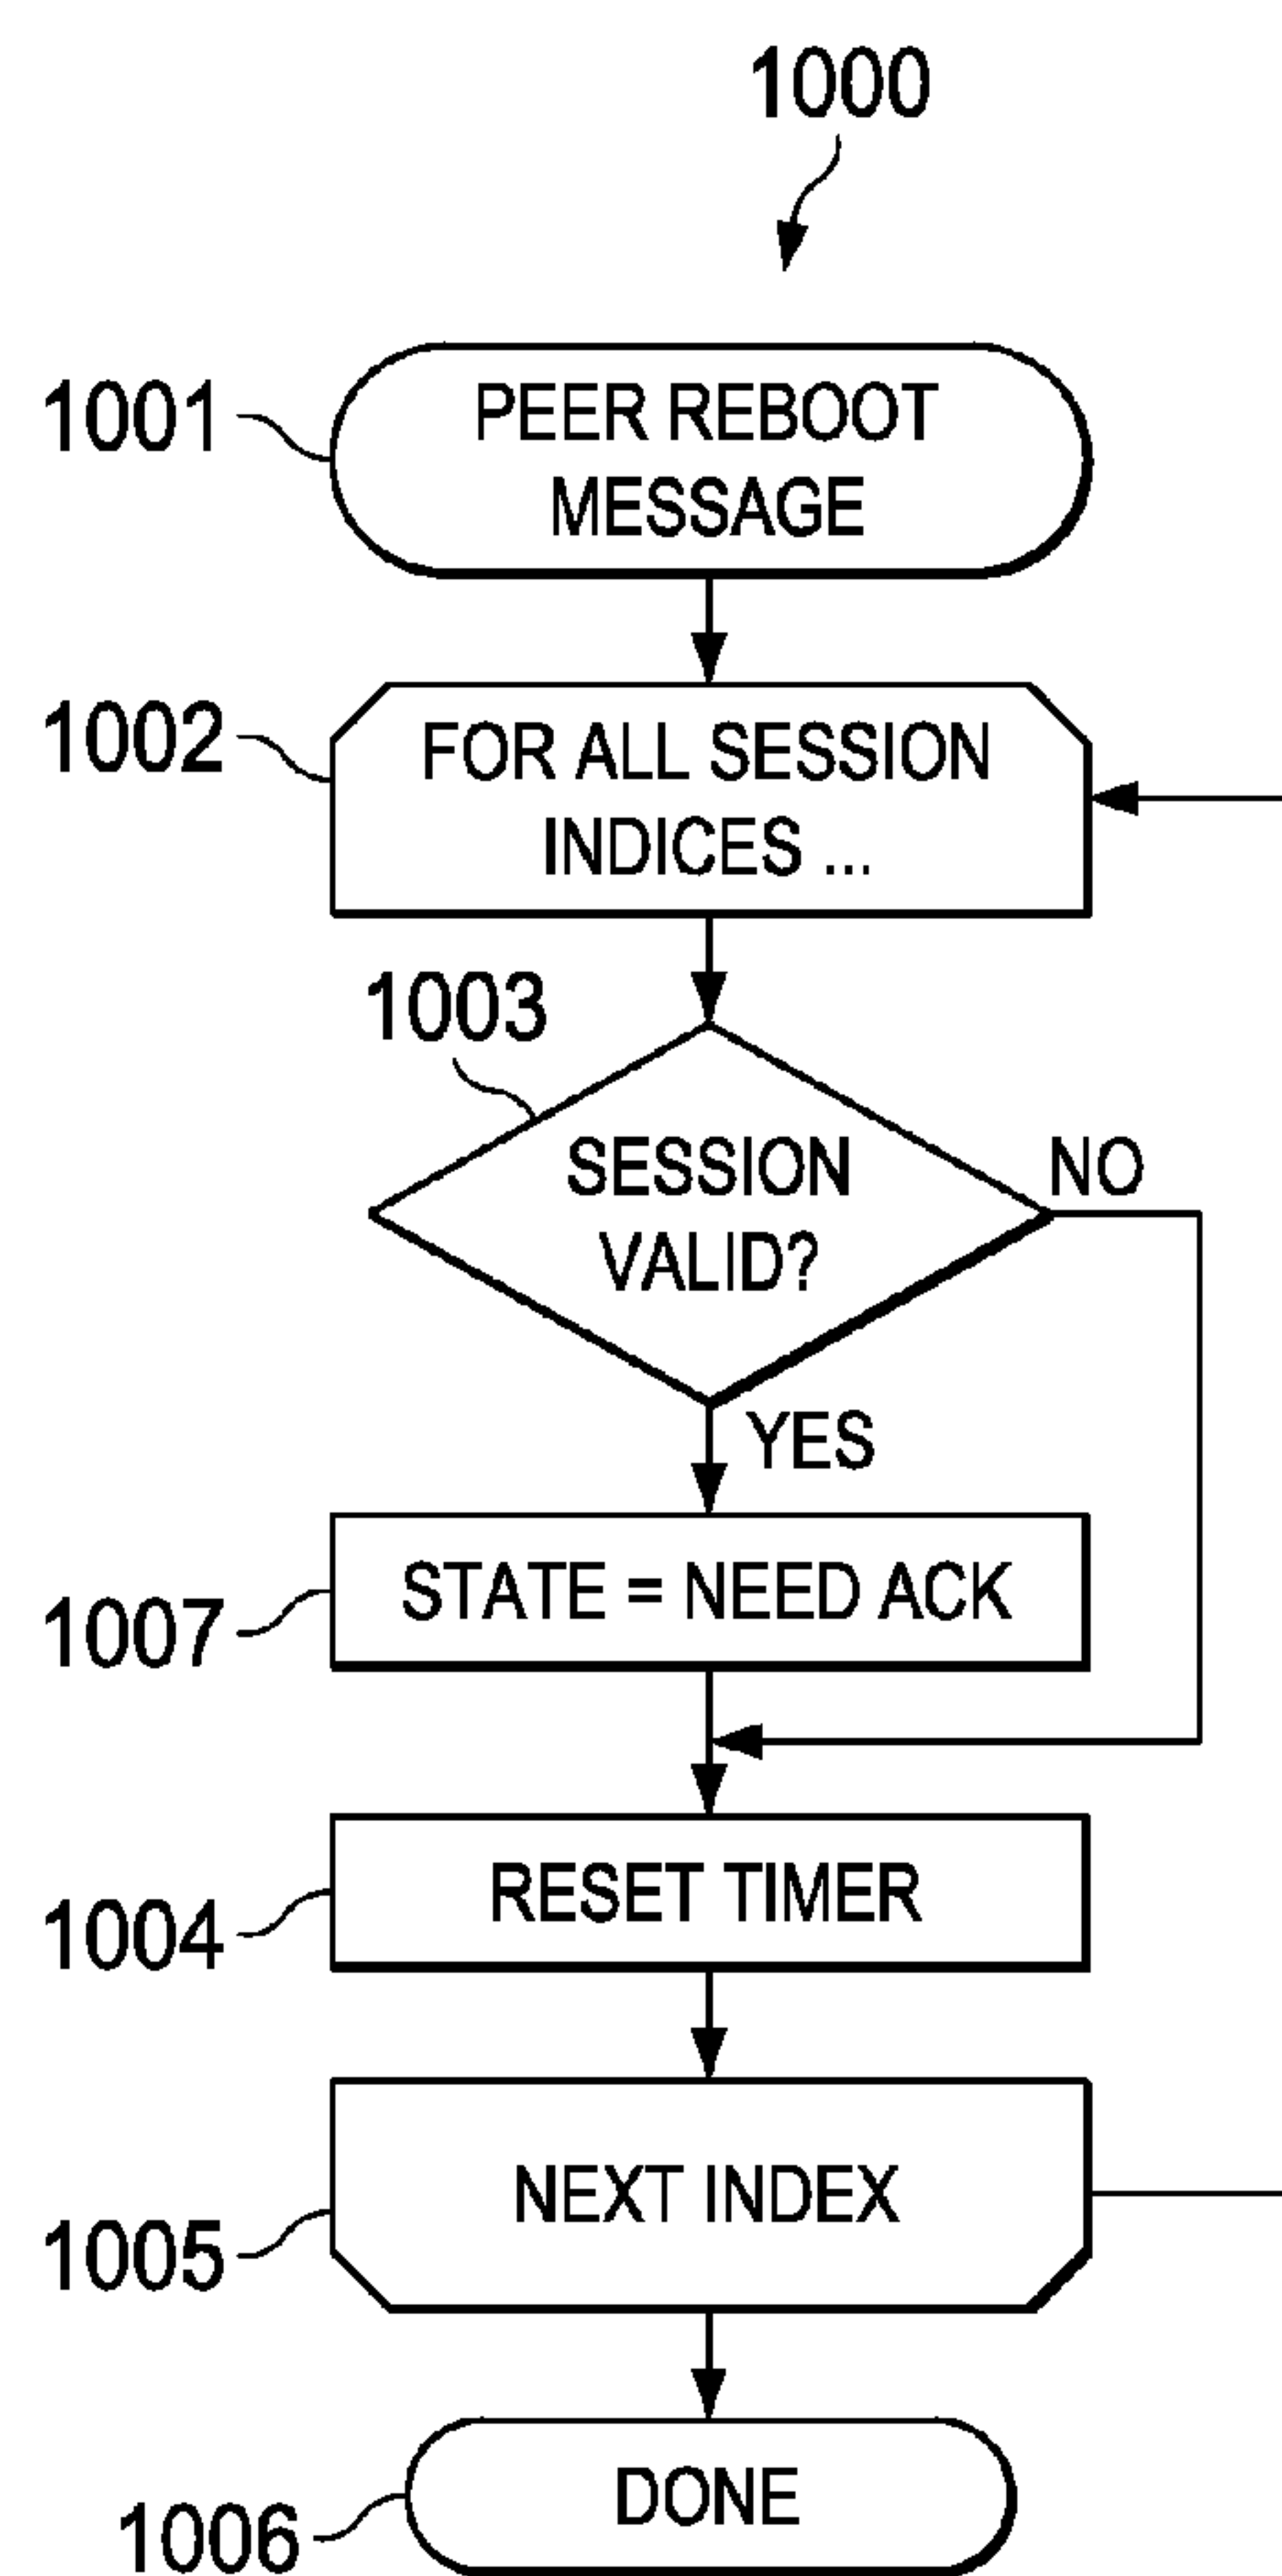 1000
1001
PEER REBOOT
MESSAGE
1002
FOR ALL SESSION
INDICES ...
1003
SESSION
VALID?
NO
YES
1007
STATE = NEED ACK
1004
RESET TIMER
1005
NEXT INDEX
1006
DONE